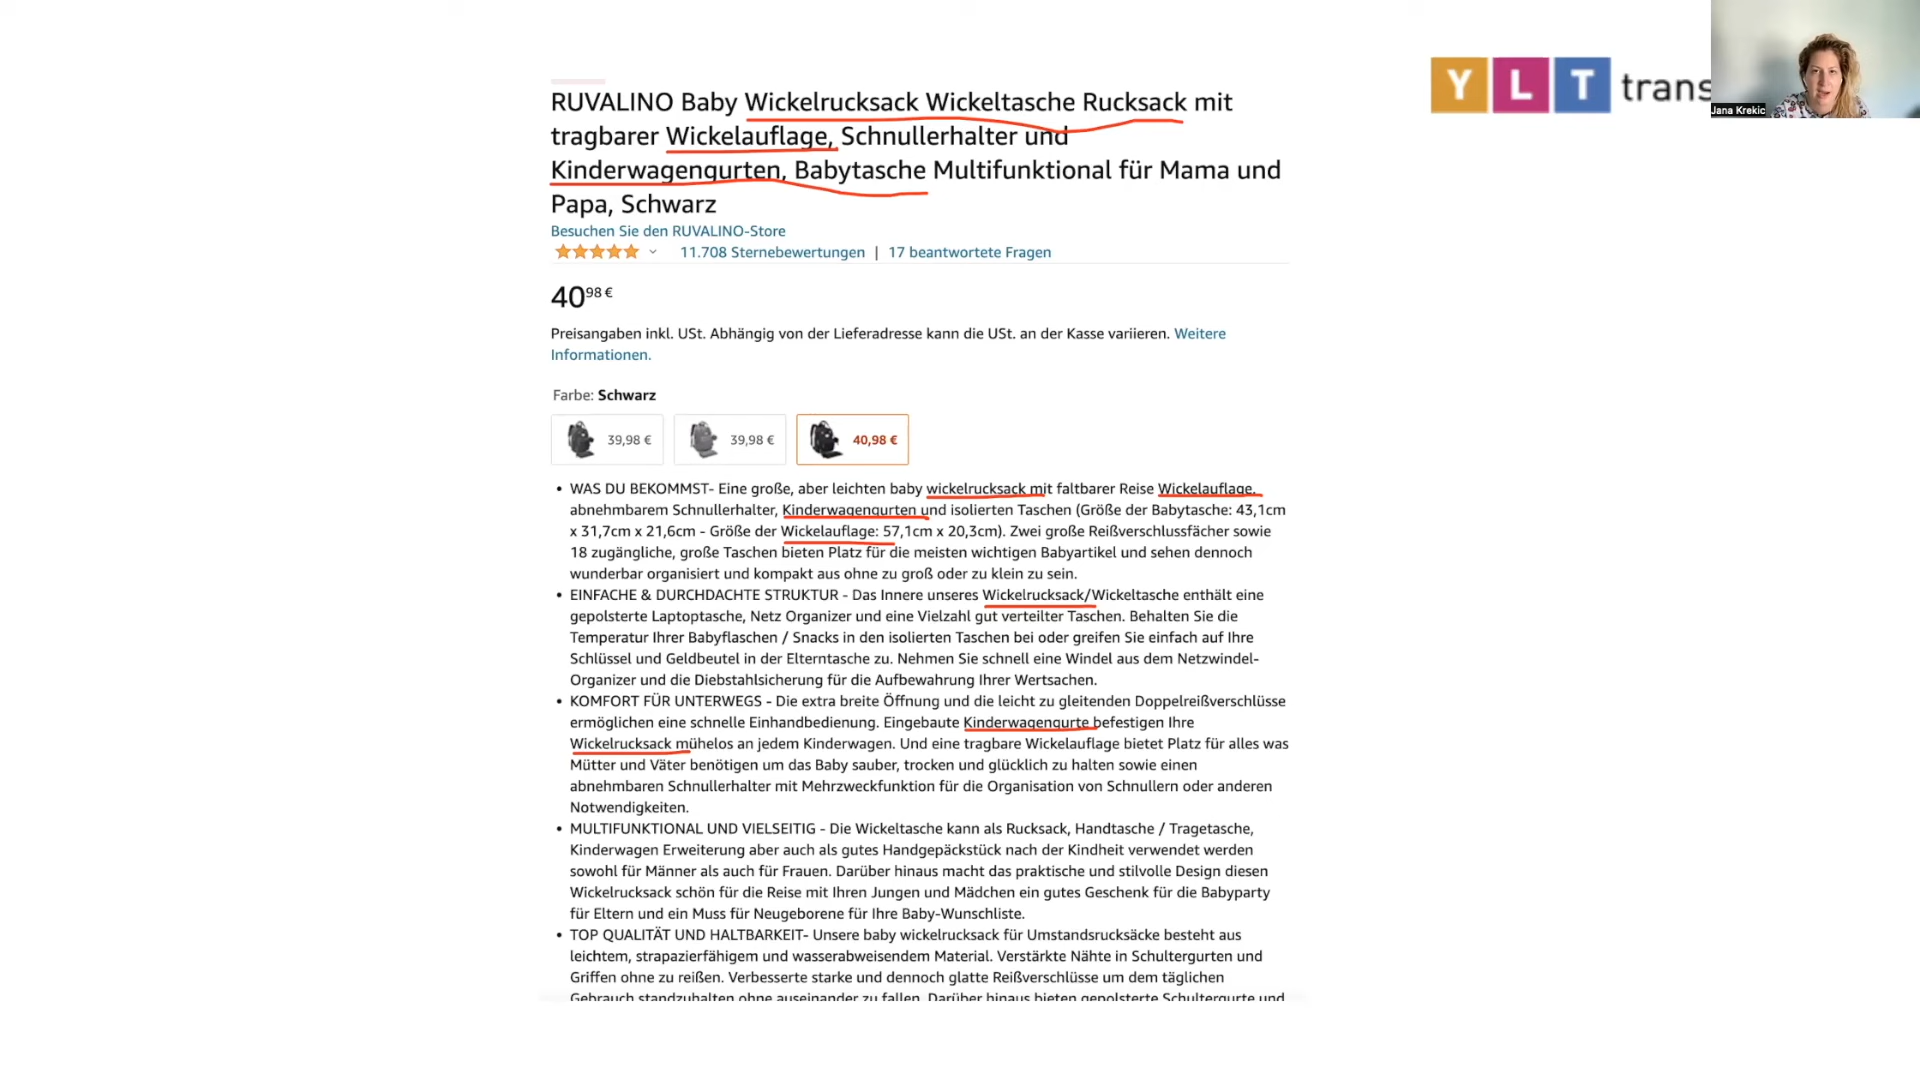 RUVALINO Baby Wickelrucksack Wickeltasche Rucksack mit
tragbarer Wickelauflage, Schnullerhalter und
Kinderwagengurten, Babytasche Multifunktional für Mama und
Papa, Schwarz
Besuchen Sie den RUVALINO-Store
11.708 Sternebewertungen | 17 beantwortete Fragen
40 98 €
Preisangaben inkl. USt. Abhängig von der Lieferadresse kann die USt. an der Kasse variieren. Weitere
Informationen.
Farbe: Schwarz
39,98 € 39,98 € 40,98 €
• WAS DU BEKOMMST- Eine große, aber leichten baby wickelrucksack mit faltbarer Reise Wickelauflage,
abnehmbarem Schnullerhalter, Kinderwagengurten und isolierten Taschen (Größe der Babytasche: 43,1cm
x 31,7cm x 21,6cm - Größe der Wickelauflage: 57,1cm x 20,3cm). Zwei große Reißverschlussfächer sowie
18 zugängliche, große Taschen bieten Platz für die meisten wichtigen Babyartikel und sehen dennoch
wunderbar organisiert und kompakt aus ohne zu groß oder zu klein zu sein.
• EINFACHE & DURCHDACHTE STRUKTUR - Das Innere unseres Wickelrucksack/Wickeltasche enthält eine
gepolsterte Laptoptasche, Netz Organizer und eine Vielzahl gut verteilter Taschen. Behalten Sie die
Temperatur Ihrer Babyflaschen / Snacks in den isolierten Taschen bei oder greifen Sie einfach auf Ihre
Schlüssel und Geldbeutel in der Elterntasche zu. Nehmen Sie schnell eine Windel aus dem Netzwindel-
Organizer und die Diebstahlsicherung für die Aufbewahrung Ihrer Wertsachen.
• KOMFORT FÜR UNTERWEGS - Die extra breite Öffnung und die leicht zu gleitenden Doppelreißverschlüsse
ermöglichen eine schnelle Einhandbedienung. Eingebaute Kinderwagengurte befestigen Ihre
Wickelrucksack mühelos an jedem Kinderwagen. Und eine tragbare Wickelauflage bietet Platz für alles was
Mütter und Väter benötigen um das Baby sauber, trocken und glücklich zu halten sowie einen
abnehmbaren Schnullerhalter mit Mehrzweckfunktion für die Organisation von Schnullern oder anderen
Notwendigkeiten.
• MULTIFUNKTIONAL UND VIELSEITIG - Die Wickeltasche kann als Rucksack, Handtasche / Tragetasche,
Kinderwagen Erweiterung aber auch als gutes Handgepäckstück nach der Kindheit verwendet werden
sowohl für Männer als auch für Frauen. Darüber hinaus macht das praktische und stilvolle Design diesen
Wickelrucksack schön für die Reise mit Ihren Jungen und Mädchen ein gutes Geschenk für die Babyparty
für Eltern und ein Muss für Neugeborene für Ihre Baby-Wunschliste.
• TOP QUALITÄT UND HALTBARKEIT- Unsere baby wickelrucksack für Umstandsrucksäcke besteht aus
leichtem, strapazierfähigem und wasserabweisendem Material. Verstärkte Nähte in Schultergurten und
Griffen ohne zu reißen. Verbesserte starke und dennoch glatte Reißverschlüsse um dem täglichen
Gebrauch standzuhalten ohne auseinander zu fallen. Darüber hinaus bieten gepolsterte Schultergurte und
YLT trans
Jana Krekic